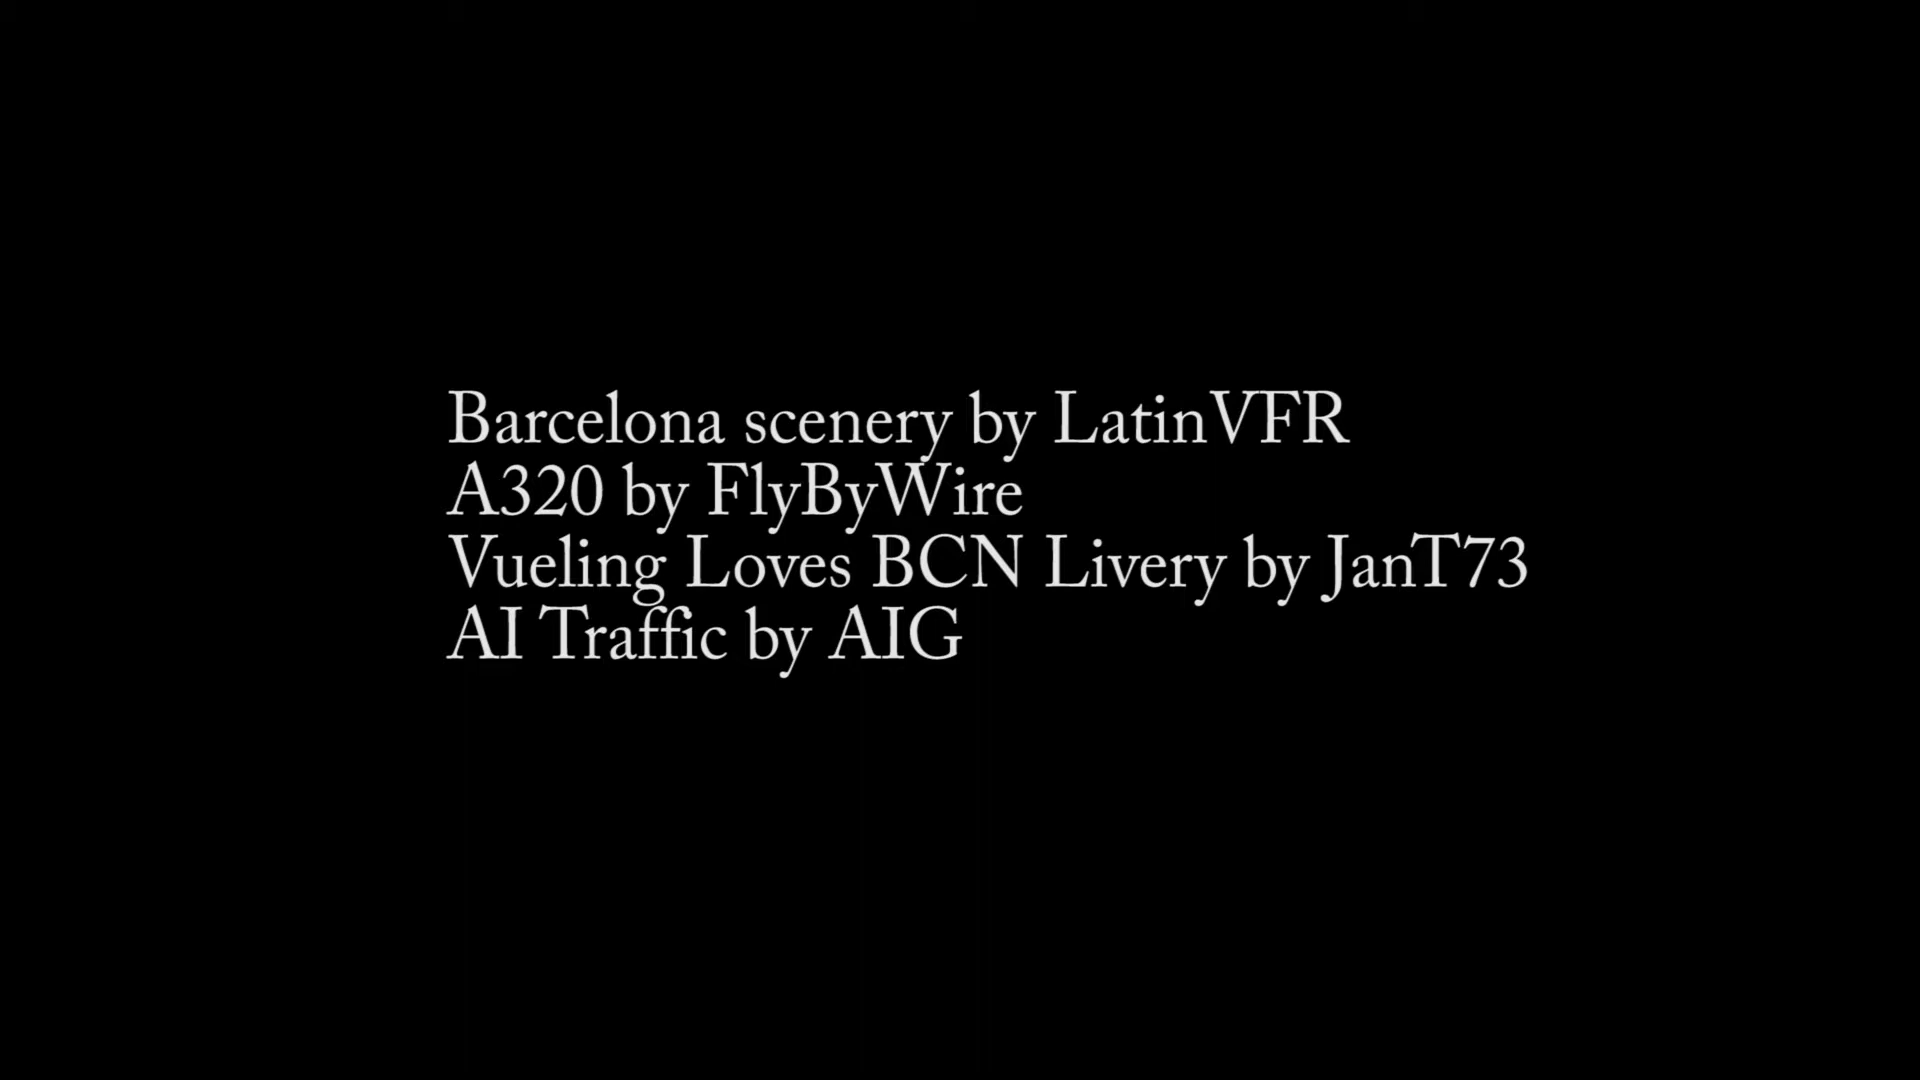 Barcelona scenery by LatinVFR
A320 by FlyByWire
Vueling Loves BCN Livery by JanT73
AI Traffic by AIG